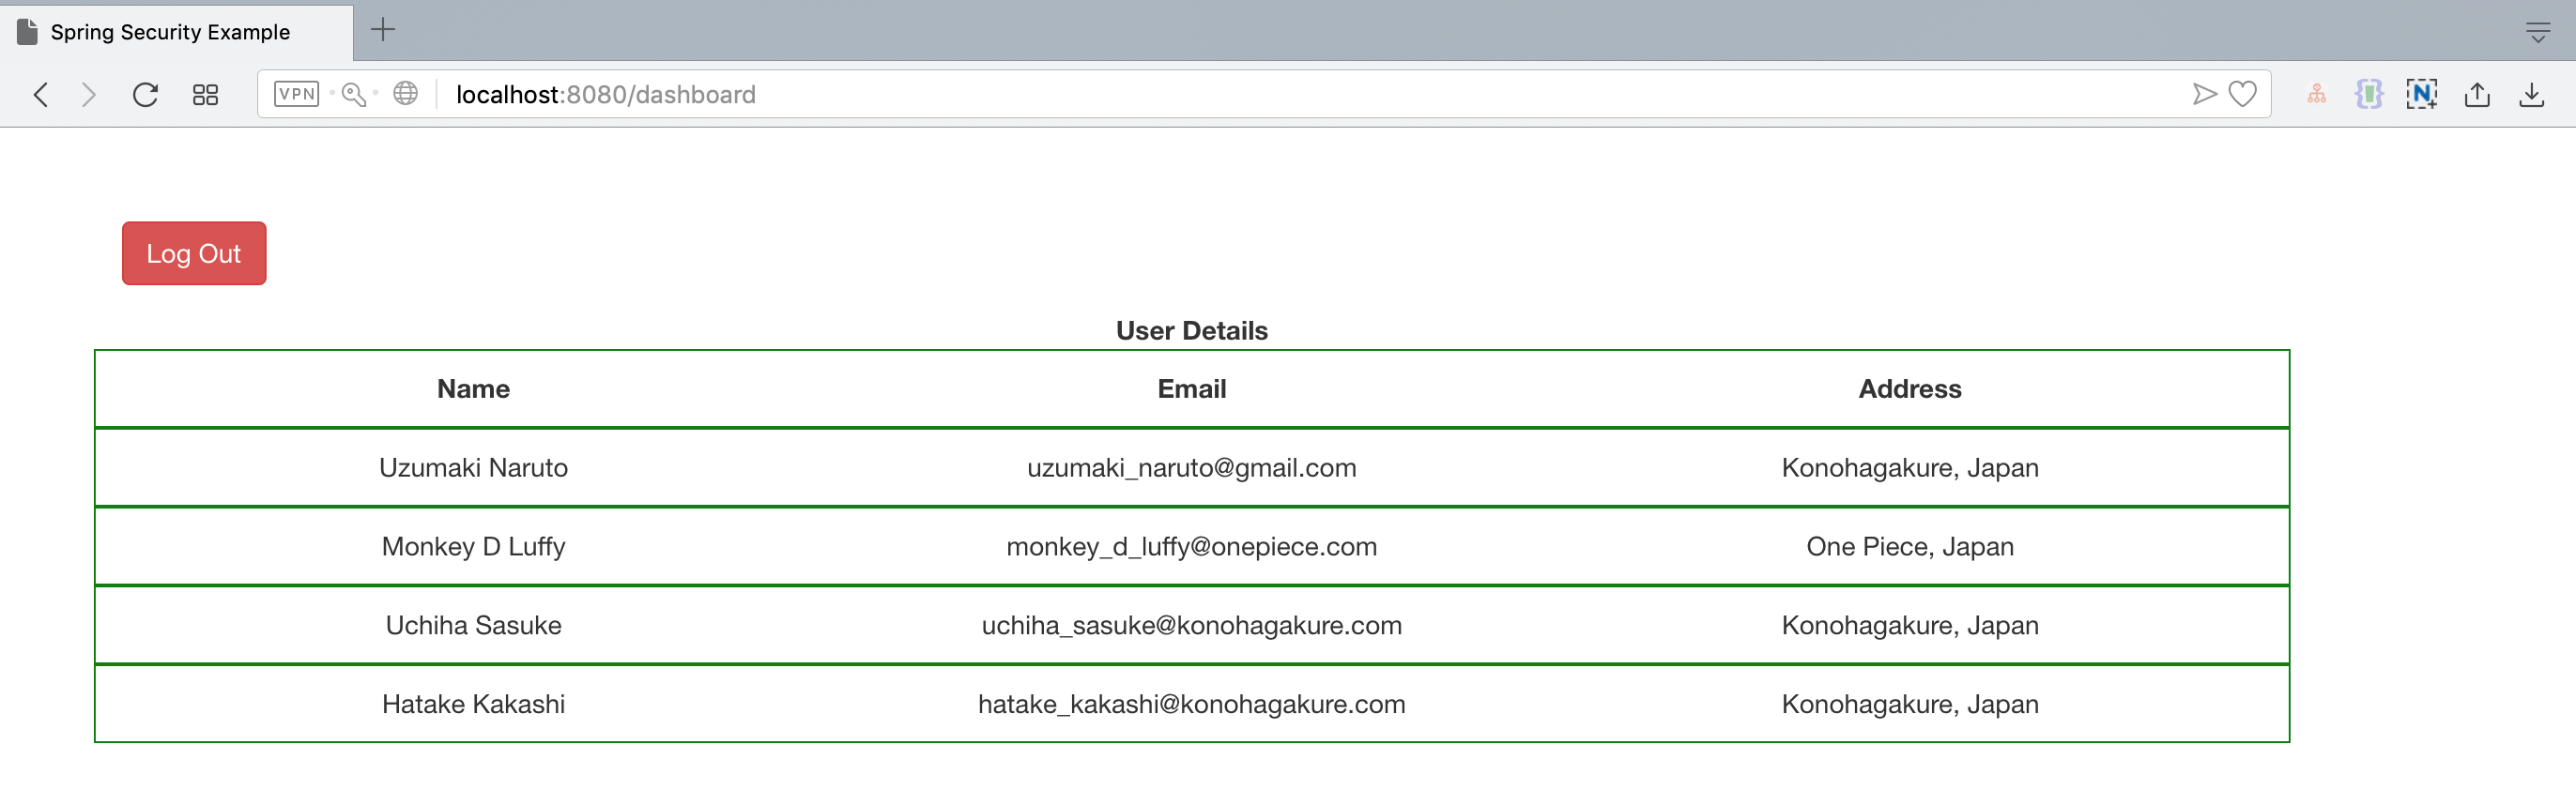 Spring Security Example
VPN localhost:8080/dashboard N
Log Out
User Details
Name Email Address
Uzumaki Naruto uzumaki_naruto@gmail.com Konohagakure, Japan
Monkey D Luffy monkey_d_luffy@onepiece.com One Piece, Japan
Uchiha Sasuke uchiha_sasuke@konohagakure.com Konohagakure, Japan
Hatake Kakashi hatake_kakashi@konohagakure.com Konohagakure, Japan